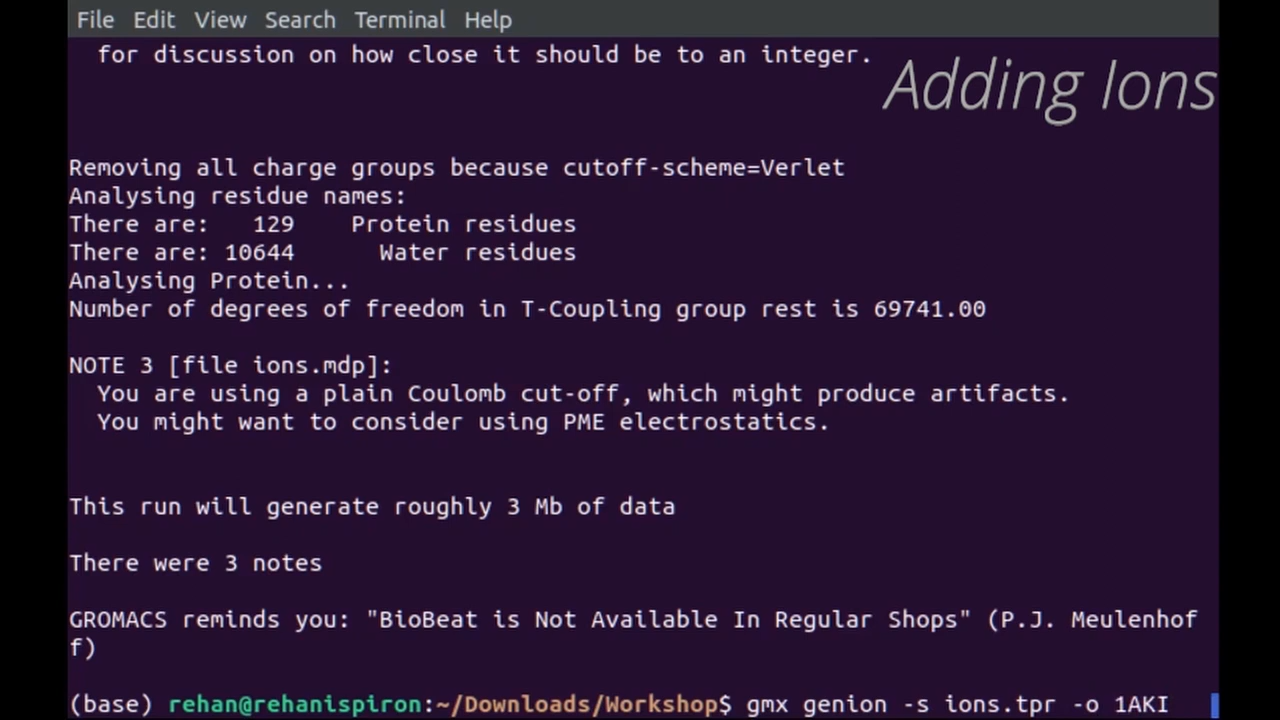 File Edit View Search Terminal Help
for discussion on how close it should be to an integer.
Adding Ions
Removing all charge groups because cutoff-scheme=Verlet
Analysing residue names:
There are:   129    Protein residues
There are: 10644      Water residues
Analysing Protein...
Number of degrees of freedom in T-Coupling group rest is 69741.00
NOTE 3 [file ions.mdp]:
You are using a plain Coulomb cut-off, which might produce artifacts.
You might want to consider using PME electrostatics.
This run will generate roughly 3 Mb of data
There were 3 notes
GROMACS reminds you: "BioBeat is Not Available In Regular Shops" (P.J. Meulenhof
f)
(base) rehan@rehanispiron:~/Downloads/Workshop$ gmx genion -s ions.tpr -o 1AKI